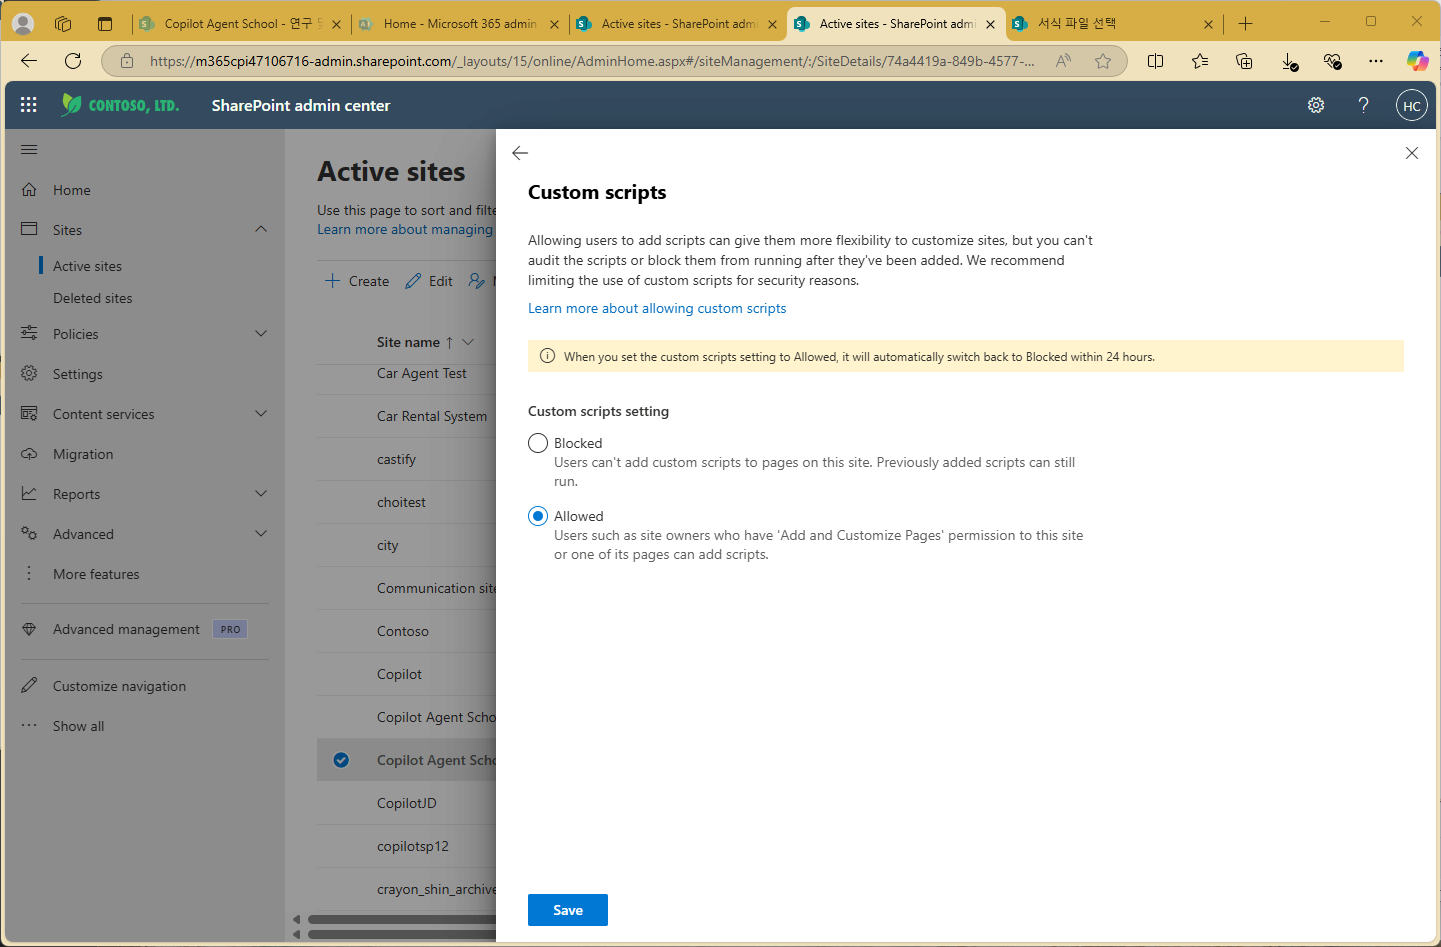 Copilot Agent School - 연구 및
Home - Microsoft 365 admin
Active sites - SharePoint admi
Active sites - SharePoint admi
서식 파일 선택
https://m365cpi47106716-admin.sharepoint.com/_layouts/15/online/AdminHome.aspx#/siteManagement/:/SiteDetails/74a4419a-849b-4577-...
CONTOSO, LTD.
SharePoint admin center
HC
Home
Sites
Active sites
Deleted sites
Policies
Settings
Content services
Migration
Reports
Advanced
More features
Advanced management PRO
Customize navigation
Show all
Active sites
Use this page to sort and filte
Learn more about managing
Create
Edit
Site name
Car Agent Test
Car Rental System
castify
choitest
city
Communication site
Contoso
Copilot
Copilot Agent Scho
Copilot Agent Scho
CopilotJD
copilotsp12
crayon_shin_archive
Custom scripts
Allowing users to add scripts can give them more flexibility to customize sites, but you can't
audit the scripts or block them from running after they've been added. We recommend
limiting the use of custom scripts for security reasons.
Learn more about allowing custom scripts
When you set the custom scripts setting to Allowed, it will automatically switch back to Blocked within 24 hours.
Custom scripts setting
Blocked
Users can't add custom scripts to pages on this site. Previously added scripts can still
run.
Allowed
Users such as site owners who have 'Add and Customize Pages' permission to this site
or one of its pages can add scripts.
Save